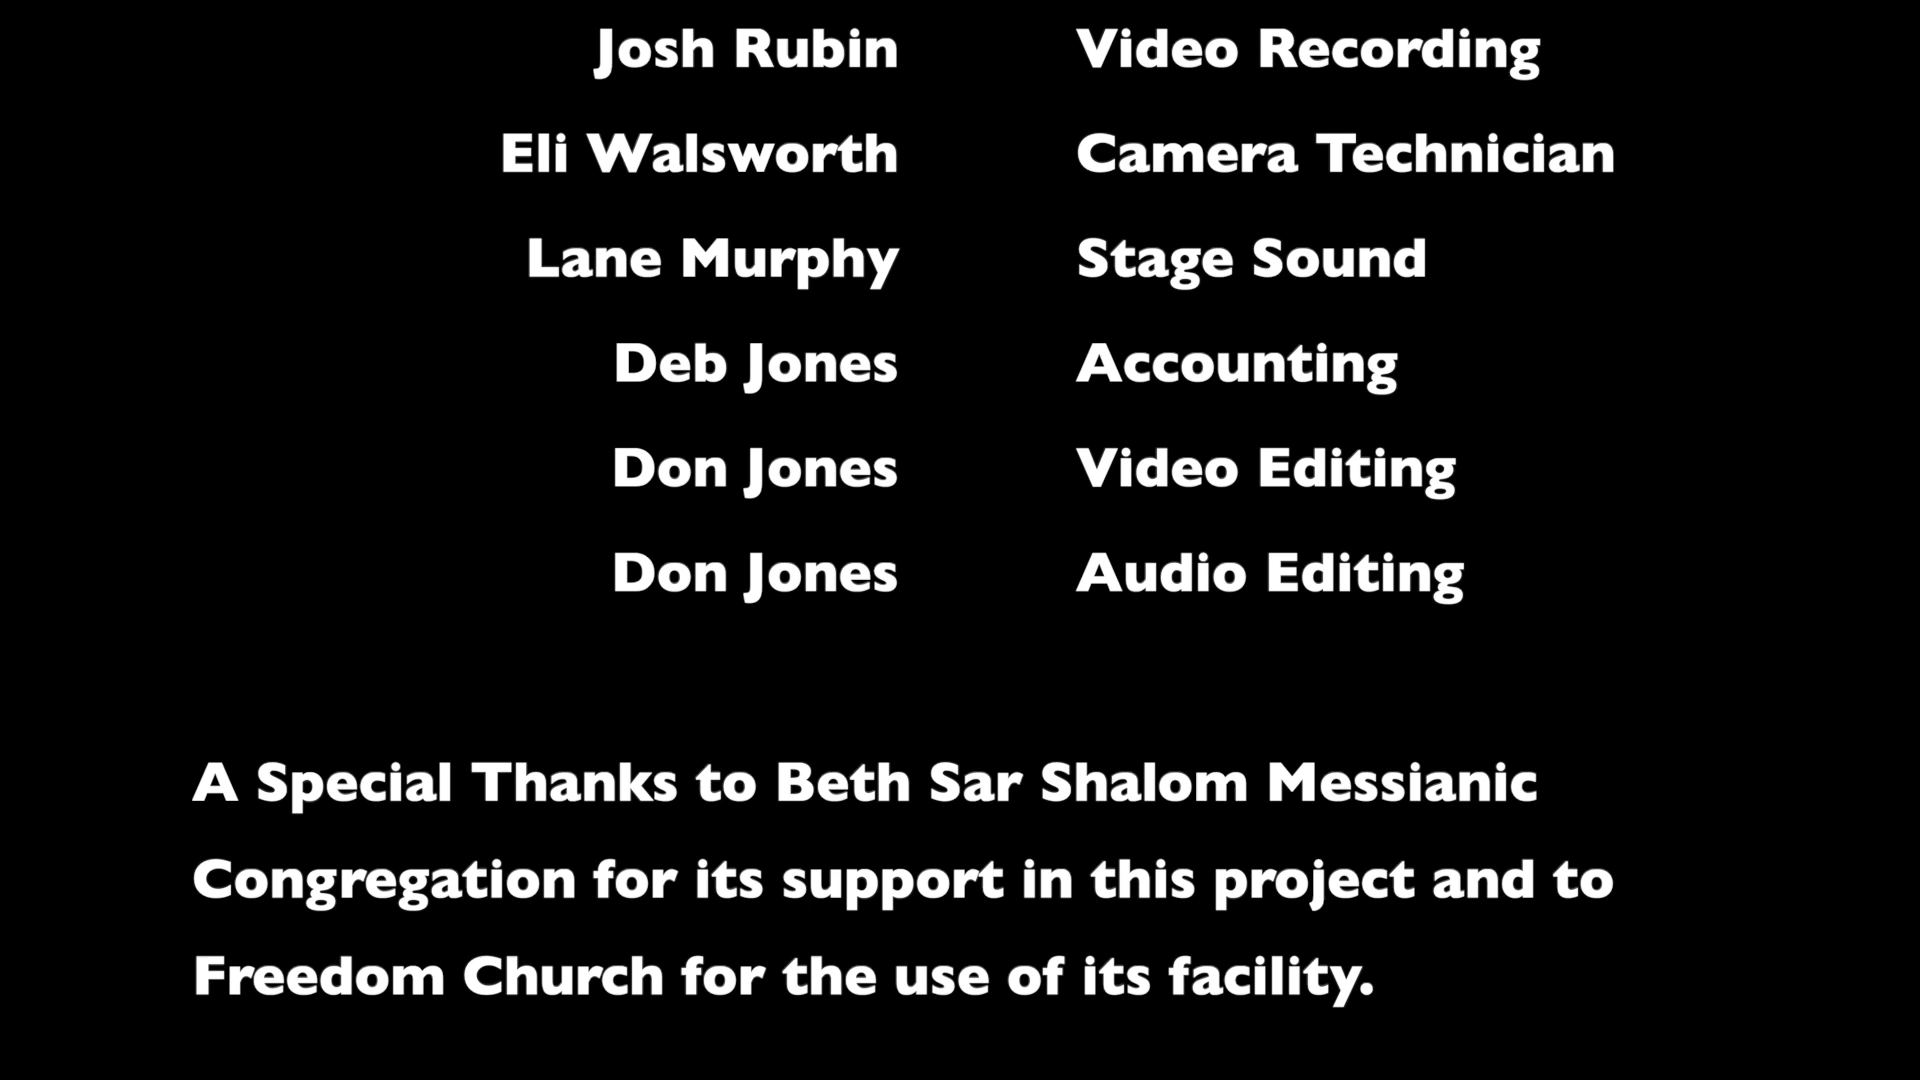 Josh Rubin Video Recording
Eli Walsworth Camera Technician
Lane Murphy Stage Sound
Deb Jones Accounting
Don Jones Video Editing
Don Jones Audio Editing
A Special Thanks to Beth Sar Shalom Messianic
Congregation for its support in this project and to
Freedom Church for the use of its facility.